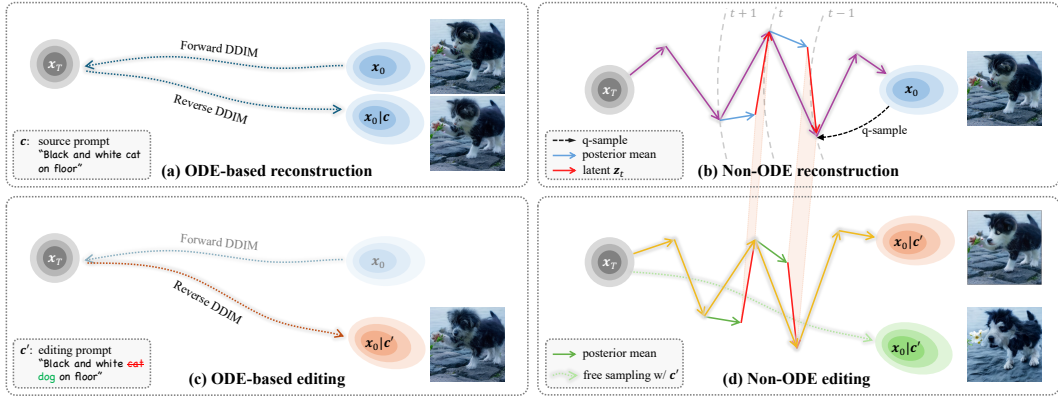 x_T
Forward DDIM
x_0
Reverse DDIM
x_0|c
c: source prompt
"Black and white cat
on floor"
(a) ODE-based reconstruction
t + 1
t
t − 1
x_T
x_0
q-sample
q-sample
posterior mean
latent z_t
(b) Non-ODE reconstruction
x_T
Forward DDIM
x_0
Reverse DDIM
x_0|c′
c′: editing prompt
"Black and white cat
dog on floor"
(c) ODE-based editing
x_T
x_0|c′
x_0|c′
posterior mean
free sampling w/ c′
(d) Non-ODE editing